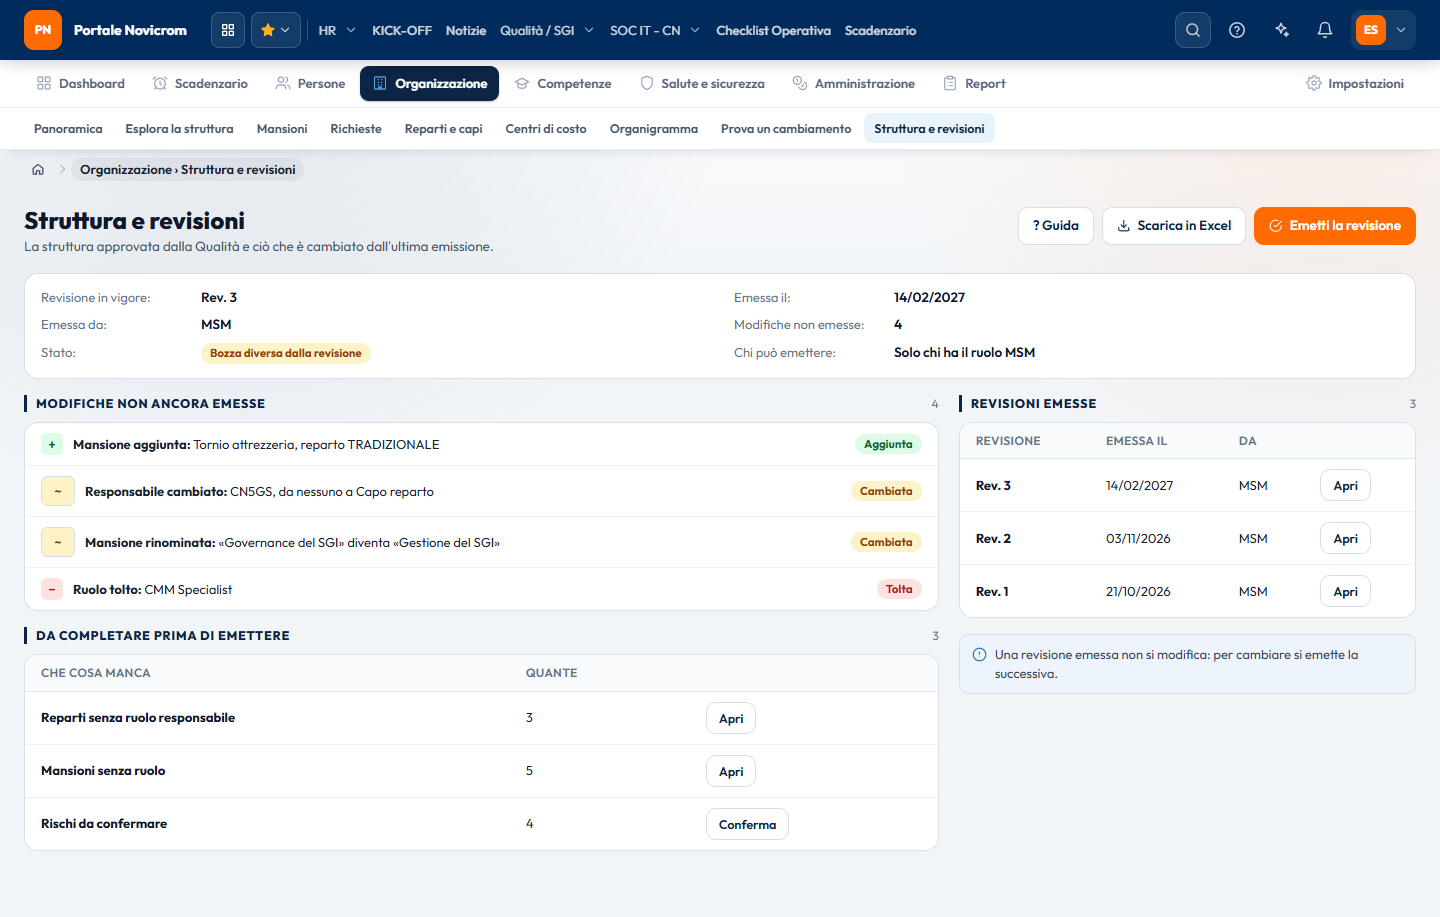 PN Portale Novicrom HR KICK-OFF Notizie Qualità / SGI SOC IT - CN Checklist Operativa Scadenzario ES
Dashboard Scadenzario Persone Organizzazione Competenze Salute e sicurezza Amministrazione Report Impostazioni
Panoramica Esplora la struttura Mansioni Richieste Reparti e capi Centri di costo Organigramma Prova un cambiamento Struttura e revisioni
Organizzazione › Struttura e revisioni
Struttura e revisioni
La struttura approvata dalla Qualità e ciò che è cambiato dall'ultima emissione.
? Guida Scarica in Excel Emetti la revisione
Revisione in vigore: Rev. 3 Emessa il: 14/02/2027
Emessa da: MSM Modifiche non emesse: 4
Stato: Bozza diversa dalla revisione Chi può emettere: Solo chi ha il ruolo MSM
MODIFICHE NON ANCORA EMESSE 4
+ Mansione aggiunta: Tornio attrezzeria, reparto TRADIZIONALE Aggiunta
~ Responsabile cambiato: CN5GS, da nessuno a Capo reparto Cambiata
~ Mansione rinominata: «Governance del SGI» diventa «Gestione del SGI» Cambiata
− Ruolo tolto: CMM Specialist Tolta
DA COMPLETARE PRIMA DI EMETTERE 3
CHE COSA MANCA QUANTE
Reparti senza ruolo responsabile 3 Apri
Mansioni senza ruolo 5 Apri
Rischi da confermare 4 Conferma
REVISIONI EMESSE 3
REVISIONE EMESSA IL DA
Rev. 3 14/02/2027 MSM Apri
Rev. 2 03/11/2026 MSM Apri
Rev. 1 21/10/2026 MSM Apri
Una revisione emessa non si modifica: per cambiare si emette la
successiva.